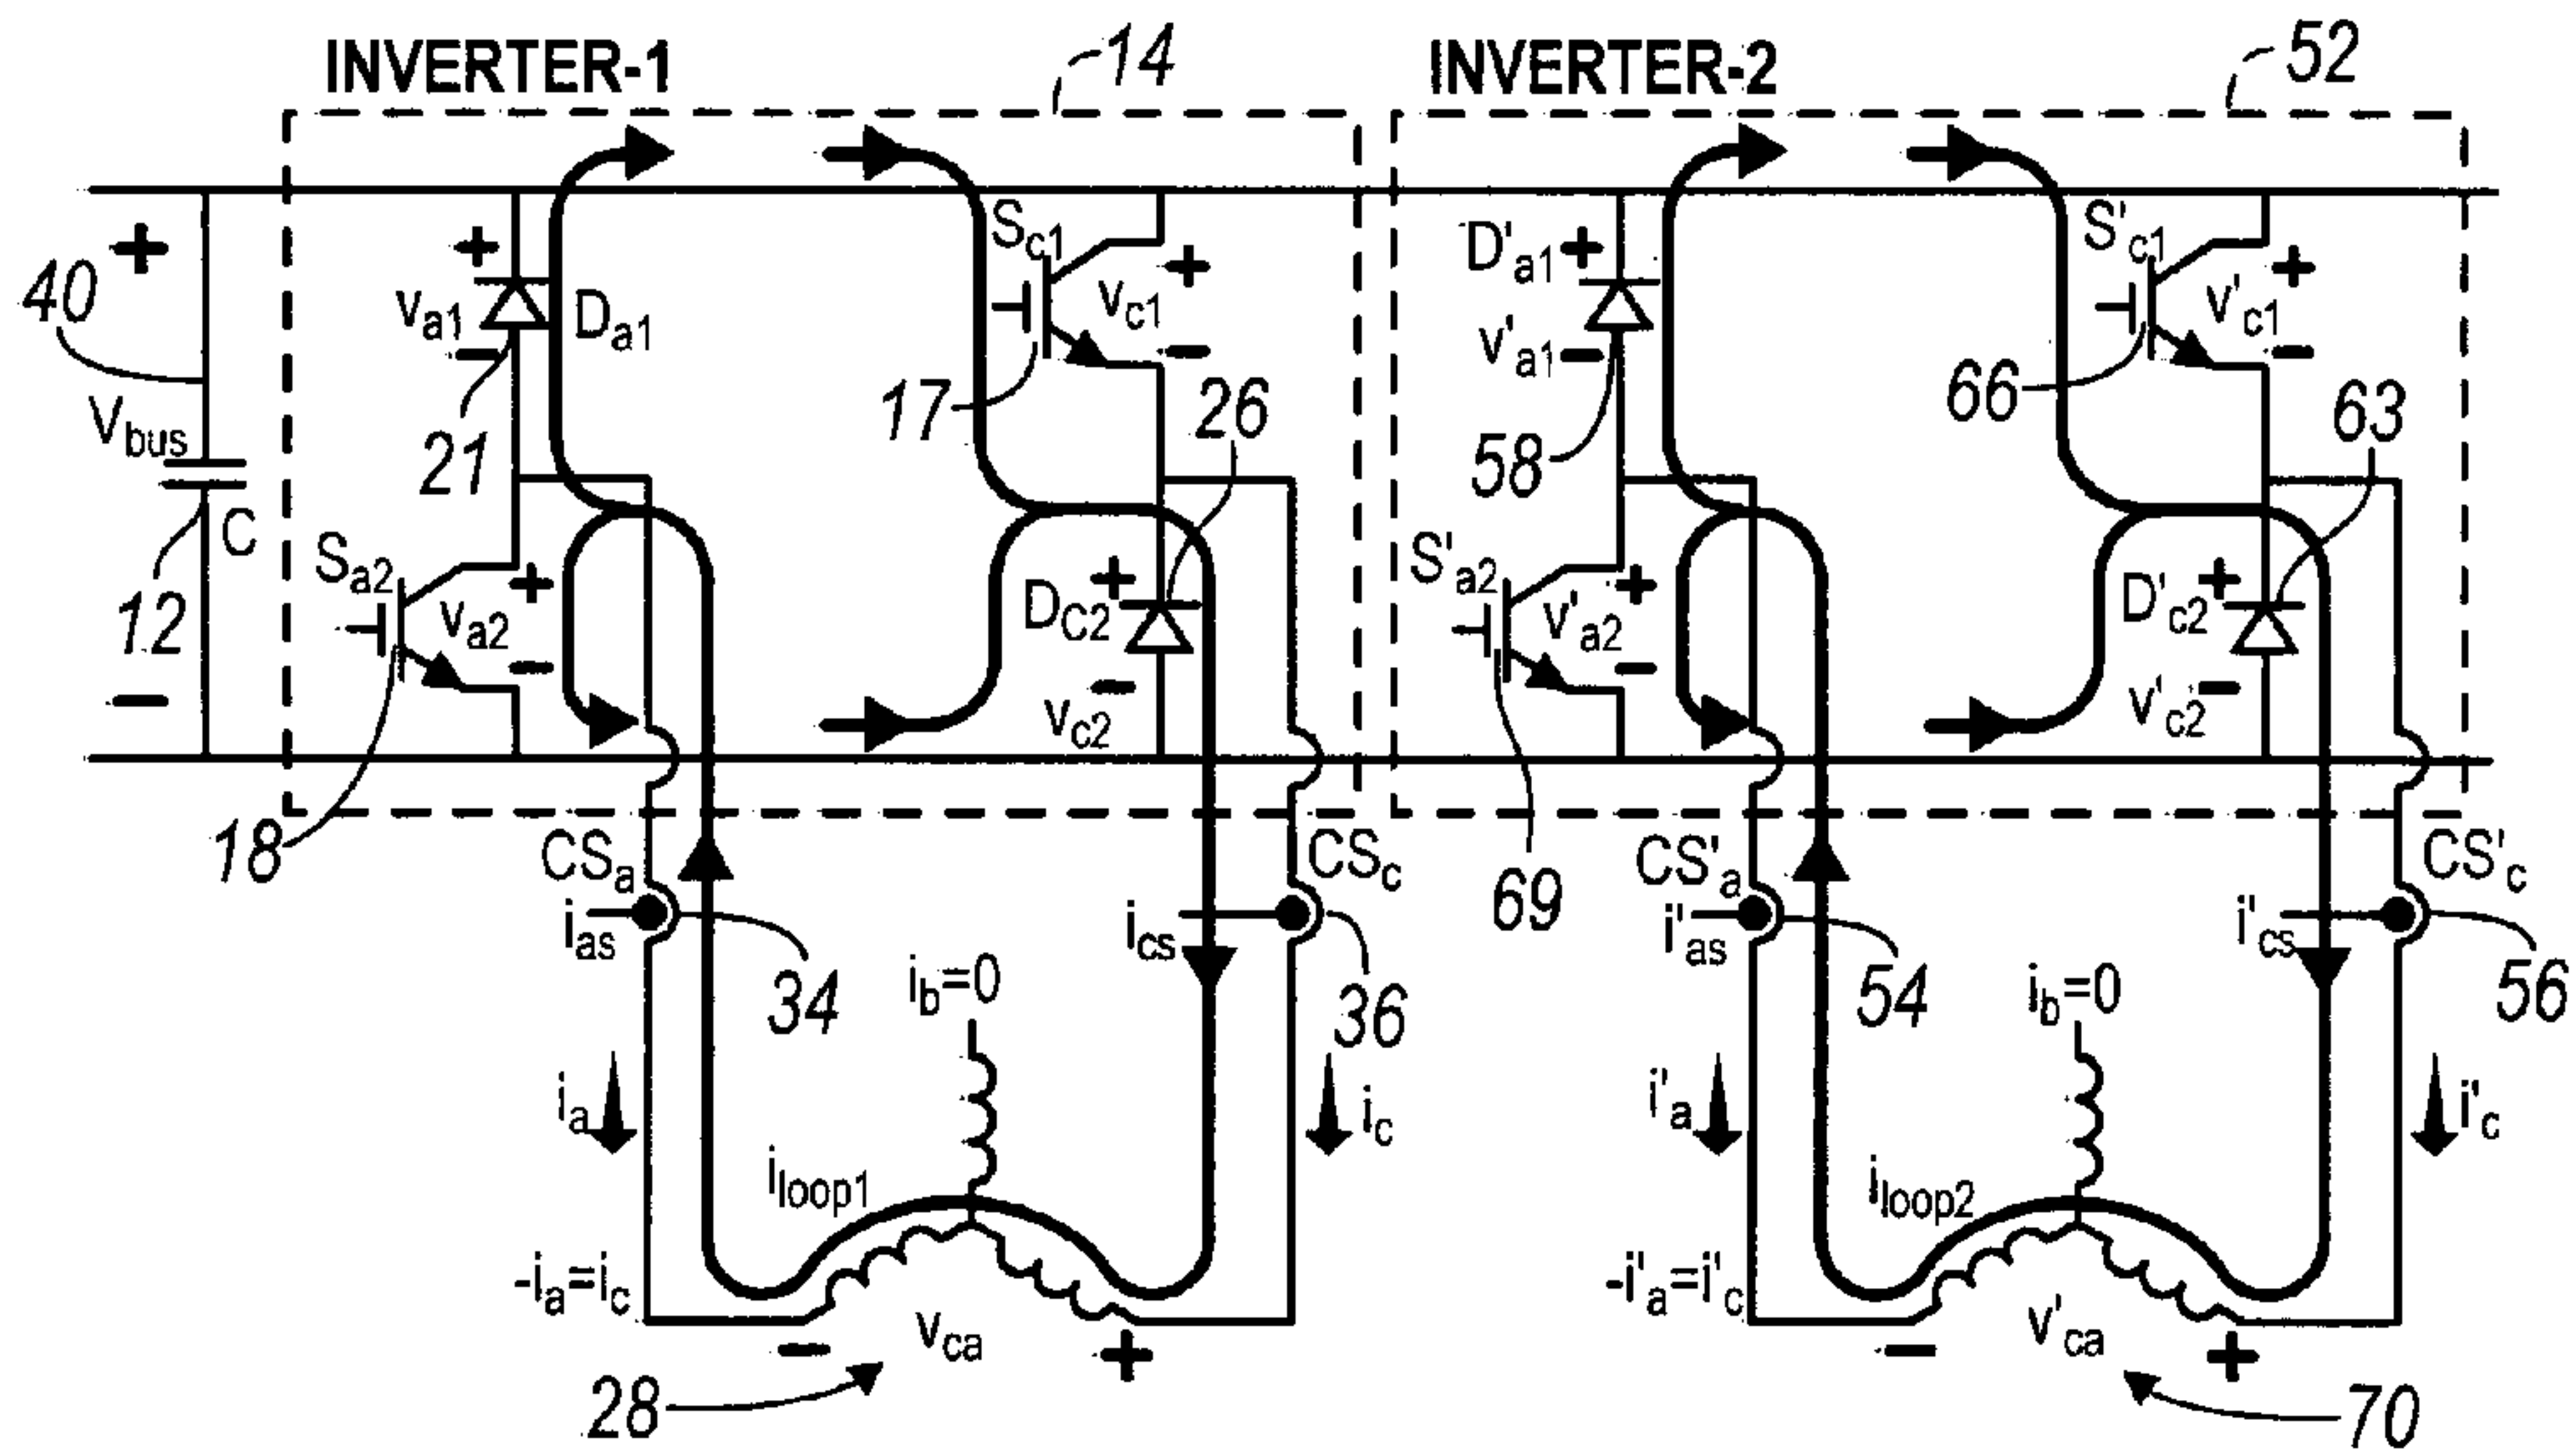 INVERTER-1
14
INVERTER-2
52
+
40
Vbus
12
C
−
+
va1
−
Da1
21
Sa2
va2
+
−
18
Sc1
vc1
+
−
17
26
DC2
+
−
vc2
D'a1
+
v'a1
−
58
S'a2
v'a2
+
−
69
S'c1
v'c1
+
−
66
63
D'c2
+
v'c2
−
CSa
ias
34
ics
CSc
36
ib=0
ia
ic
iloop1
-ia=ic
−
vca
+
28
CS'a
i'as
54
i'cs
CS'c
56
ib=0
i'a
i'c
iloop2
-i'a=i'c
−
v'ca
+
70